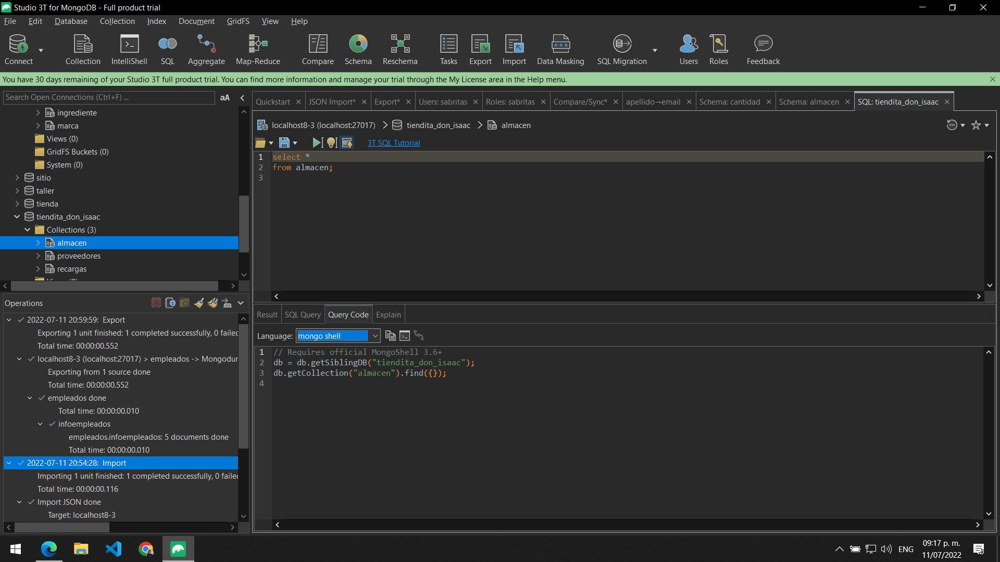 Studio 3T for MongoDB - Full product trial
File Edit Database Collection Index Document GridFS View Help
Connect Collection IntelliShell SQL Aggregate Map-Reduce Compare Schema Reschema Tasks Export Import Data Masking SQL Migration Users Roles Feedback
You have 30 days remaining of your Studio 3T full product trial. You can find more information and manage your trial through the My License area in the Help menu.
Search Open Connections (Ctrl+F) ... aA
ingrediente
marca
Views (0)
GridFS Buckets (0)
System (0)
sitio
taller
tienda
tiendita_don_isaac
Collections (3)
almacen
proveedores
recargas
Operations
2022-07-11 20:59:59: Export
Exporting 1 unit finished: 1 completed successfully, 0 failed
Total time: 00:00:00.552
localhost8-3 (localhost:27017) > empleados -> Mongodur
Exporting from 1 source done
Total time: 00:00:00.552
empleados done
Total time: 00:00:00.010
infoempleados
empleados.infoempleados: 5 documents done
Total time: 00:00:00.010
2022-07-11 20:54:28: Import
Importing 1 unit finished: 1 completed successfully, 0 failed
Total time: 00:00:00.116
Import JSON done
Target: localhost8-3
Quickstart JSON Import* Export* Users: sabritas Roles: sabritas Compare/Sync* apellido→email Schema: cantidad Schema: almacen SQL: tiendita_don_isaac
localhost8-3 (localhost:27017) tiendita_don_isaac almacen
3T SQL Tutorial
1 select *
2 from almacen;
3
Result SQL Query Query Code Explain
Language: mongo shell
1 // Requires official MongoShell 3.6+
2 db = db.getSiblingDB("tiendita_don_isaac");
3 db.getCollection("almacen").find({});
4
ENG
09:17 p. m.
11/07/2022